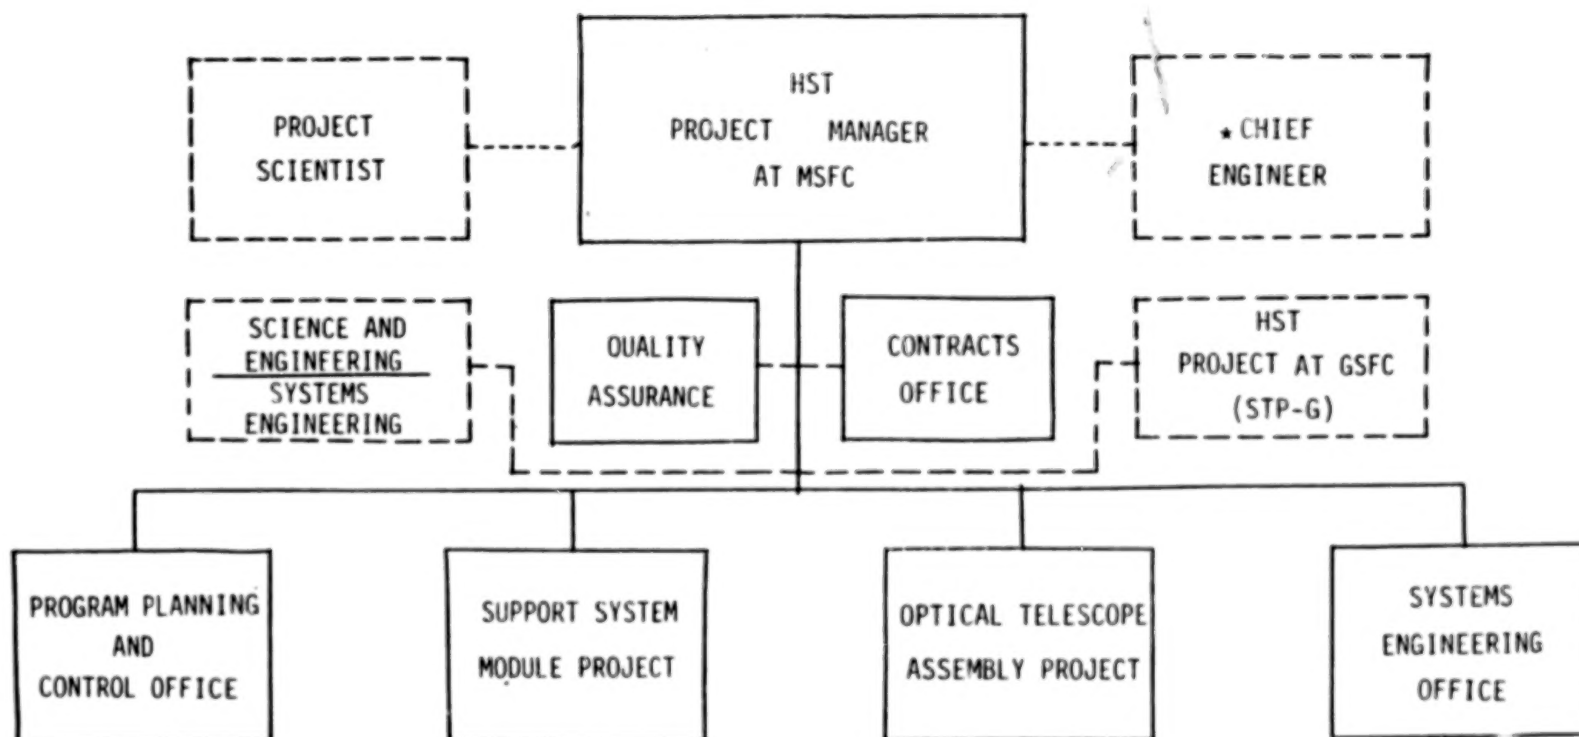 HST
PROJECT MANAGER
AT MSFC
PROJECT
SCIENTIST
★ CHIEF
ENGINEER
SCIENCE AND
ENGINFERING
SYSTEMS
ENGINEERING
QUALITY
ASSURANCE
CONTRACTS
OFFICE
HST
PROJECT AT GSFC
(STP-G)
PROGRAM PLANNING
AND
CONTROL OFFICE
SUPPORT SYSTEM
MODULE PROJECT
OPTICAL TELESCOPE
ASSEMBLY PROJECT
SYSTEMS
ENGINEERING
OFFICE